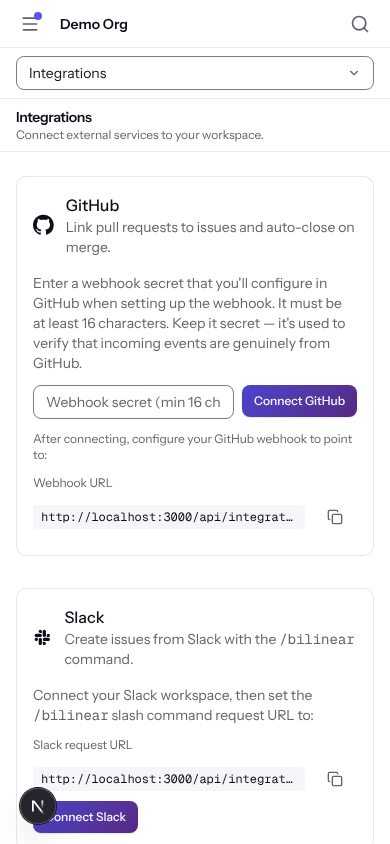 Demo Org
Integrations
Integrations
Connect external services to your workspace.
GitHub
Link pull requests to issues and auto-close on
merge.
Enter a webhook secret that you'll configure in
GitHub when setting up the webhook. It must be
at least 16 characters. Keep it secret — it's used to
verify that incoming events are genuinely from
GitHub.
Webhook secret (min 16 ch
Connect GitHub
After connecting, configure your GitHub webhook to point
to:
Webhook URL
http://localhost:3000/api/integrat…
Slack
Create issues from Slack with the /bilinear
command.
Connect your Slack workspace, then set the
/bilinear slash command request URL to:
Slack request URL
http://localhost:3000/api/integrat…
N
onnect Slack